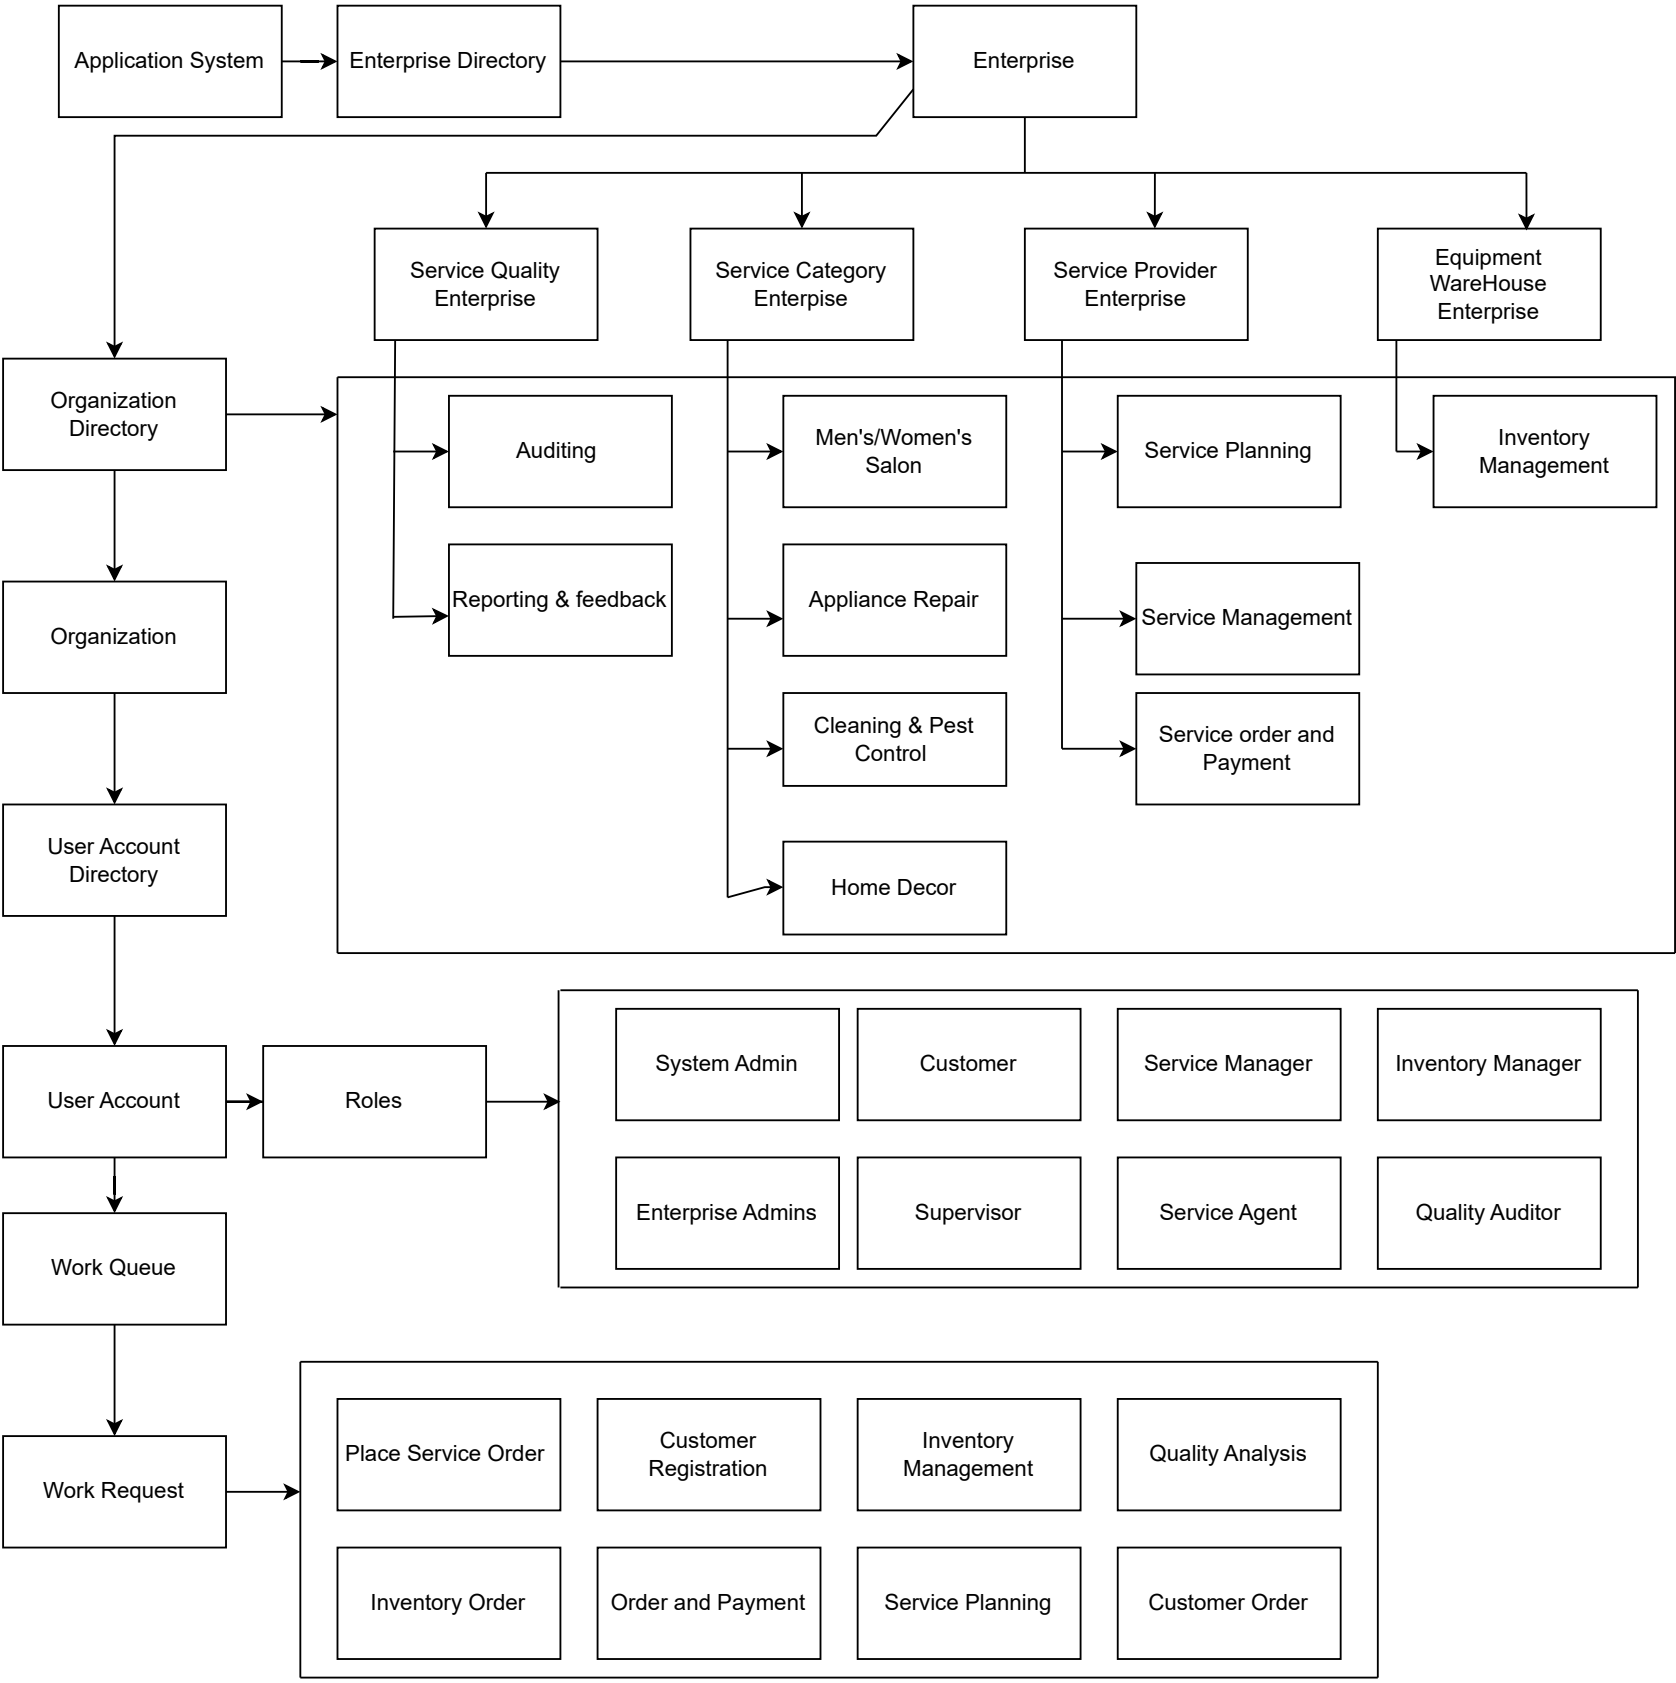 Application System
Enterprise Directory
Enterprise
Service Quality
Enterprise
Service Category
Enterpise
Service Provider
Enterprise
Equipment
WareHouse
Enterprise
Organization
Directory
Auditing
Men's/Women's
Salon
Service Planning
Inventory
Management
Reporting & feedback
Appliance Repair
Service Management
Organization
Cleaning & Pest
Control
Service order and
Payment
User Account
Directory
Home Decor
System Admin
Customer
Service Manager
Inventory Manager
User Account
Roles
Enterprise Admins
Supervisor
Service Agent
Quality Auditor
Work Queue
Place Service Order
Customer
Registration
Inventory
Management
Quality Analysis
Work Request
Inventory Order
Order and Payment
Service Planning
Customer Order